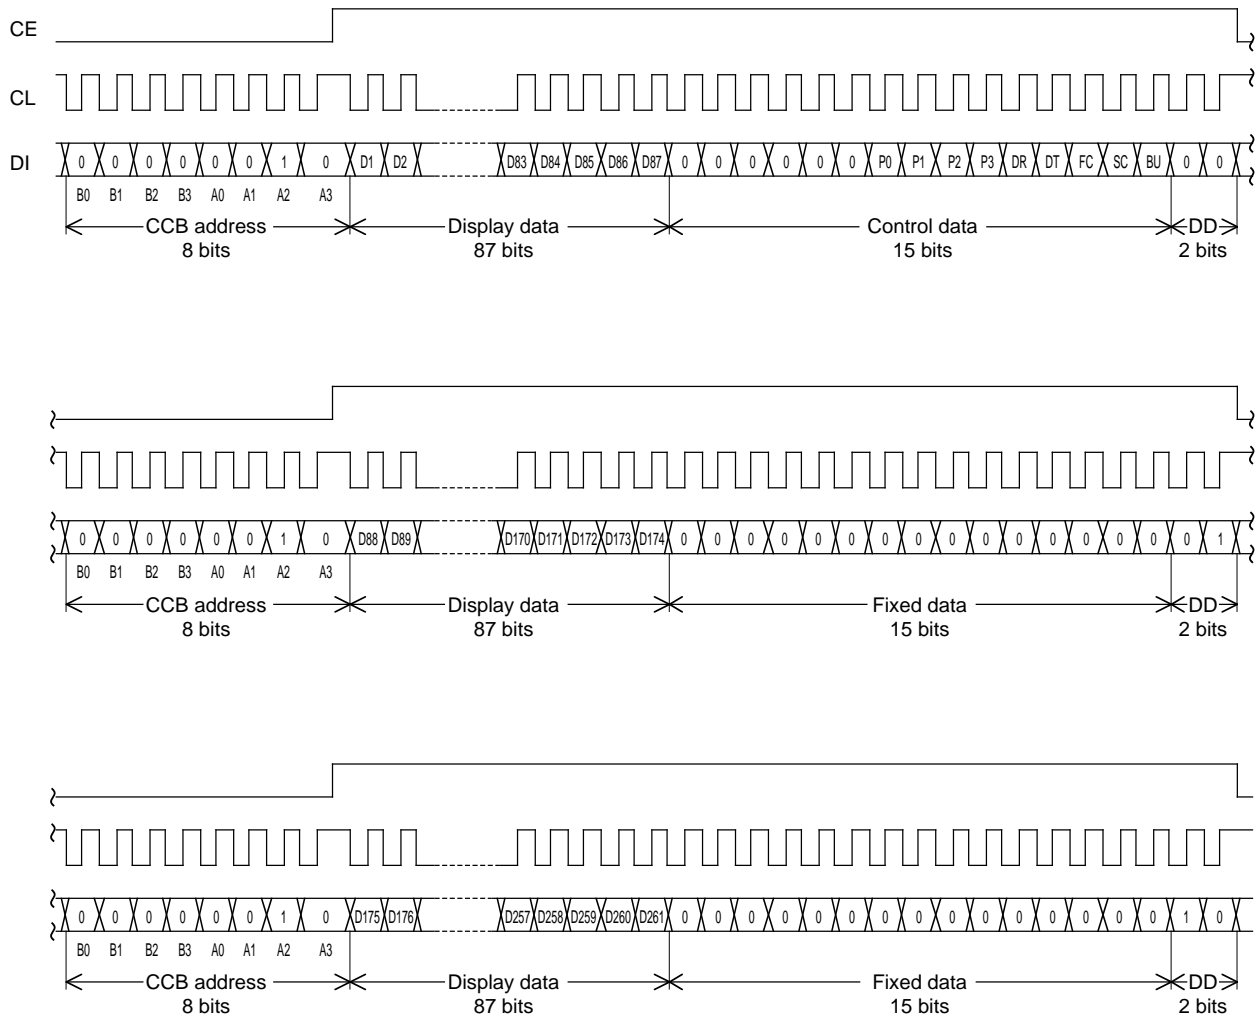 CE
CL
DI 0 0 0 0 0 0 1 0 D1 D2 D83 D84 D85 D86 D87 0 0 0 0 0 0 P0 P1 P2 P3 DR DT FC SC BU 0 0
B0 B1 B2 B3 A0 A1 A2 A3
CCB address Display data Control data DD
8 bits 87 bits 15 bits 2 bits
0 0 0 0 0 0 1 0 D88 D89 D170 D171 D172 D173 D174 0 0 0 0 0 0 0 0 0 0 0 0 0 0 0 0 1
B0 B1 B2 B3 A0 A1 A2 A3
CCB address Display data Fixed data DD
8 bits 87 bits 15 bits 2 bits
0 0 0 0 0 0 1 0 D175 D176 D257 D258 D259 D260 D261 0 0 0 0 0 0 0 0 0 0 0 0 0 0 0 1 0
B0 B1 B2 B3 A0 A1 A2 A3
CCB address Display data Fixed data DD
8 bits 87 bits 15 bits 2 bits